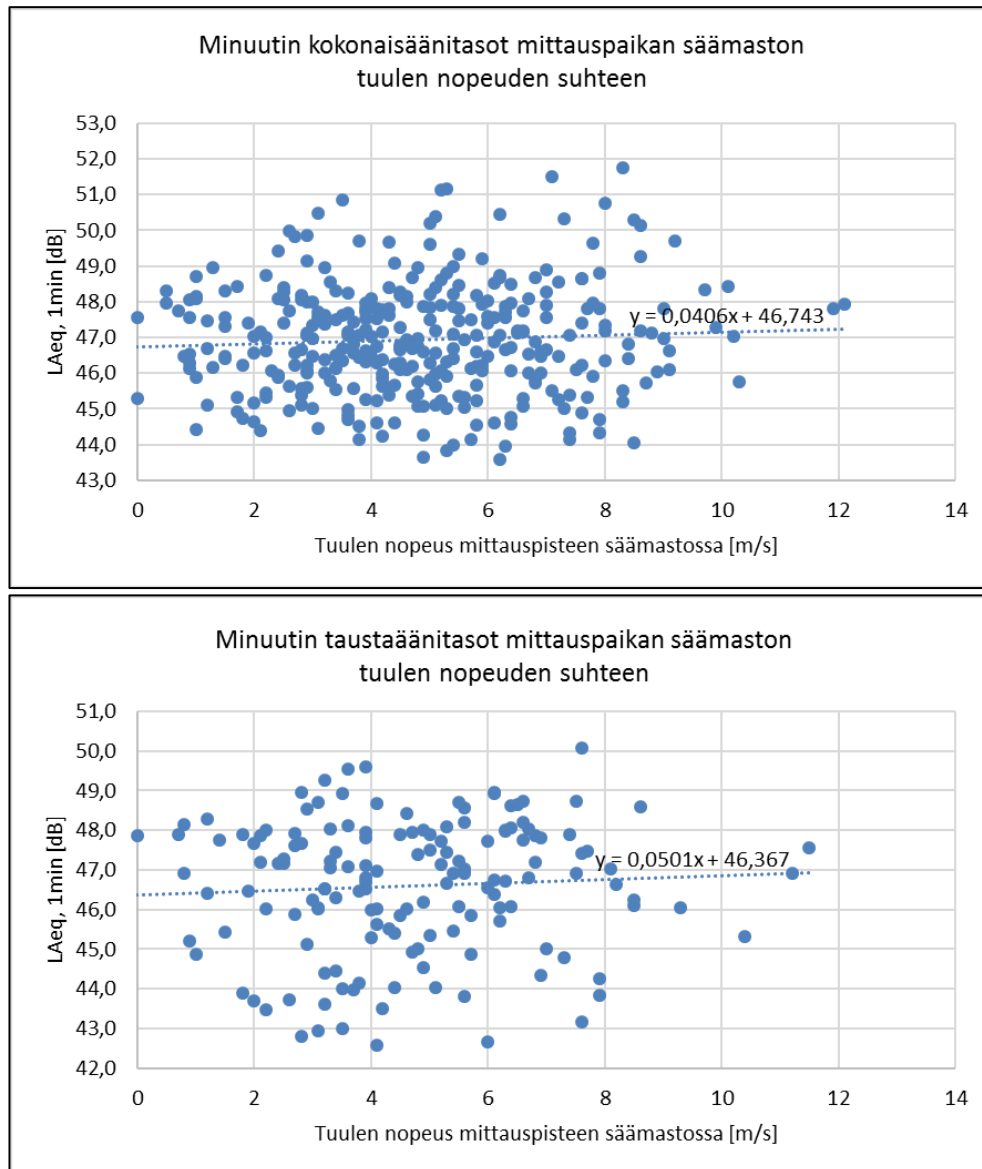 Minuutin kokonaisäänitasot mittauspaikan säämaston
tuulen nopeuden suhteen
LAeq, 1min [dB]
53,0
52,0
51,0
50,0
49,0
48,0
47,0
46,0
45,0
44,0
43,0
y = 0,0406x + 46,743
0 2 4 6 8 10 12 14
Tuulen nopeus mittauspisteen säämastossa [m/s]
Minuutin taustaäänitasot mittauspaikan säämaston
tuulen nopeuden suhteen
LAeq, 1min [dB]
51,0
50,0
49,0
48,0
47,0
46,0
45,0
44,0
43,0
42,0
y = 0,0501x + 46,367
0 2 4 6 8 10 12 14
Tuulen nopeus mittauspisteen säämastossa [m/s]